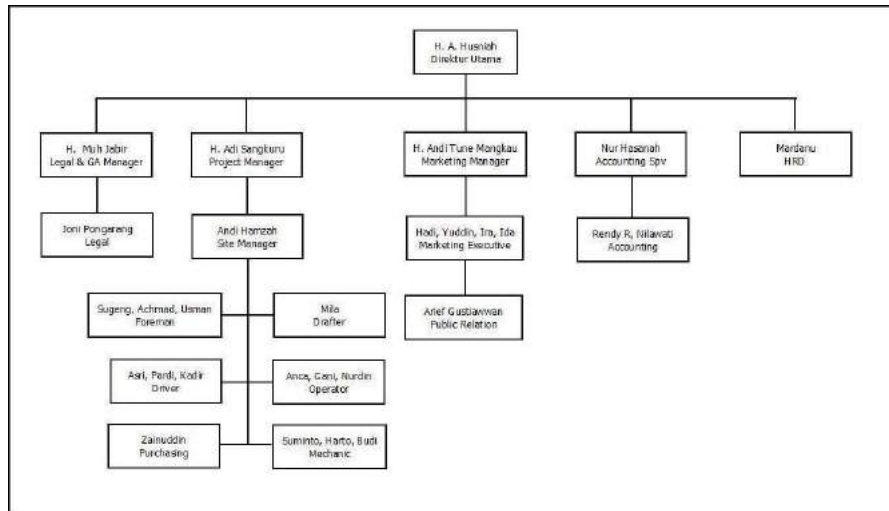 H. A. Husniah
Direktur Utama
H. Muh Jabir
Legal & GA Manager
H. Adi Sangkuru
Project Manager
H. Andi Tune Mangkau
Marketing Manager
Nur Hasanah
Accounting Spv
Mardanu
HRD
Joni Pongarang
Legal
Andi Hamzah
Site Manager
Hadi, Yuddin, Ira, Ida
Marketing Executive
Rendy R, Nilawati
Accounting
Sugeng, Achmad, Usman
Foreman
Mila
Drafter
Arief Gustiawwan
Public Relation
Asri, Pardi, Kadir
Driver
Anca, Gani, Nurdin
Operator
Zainuddin
Purchasing
Suminto, Harto, Budi
Mechanic